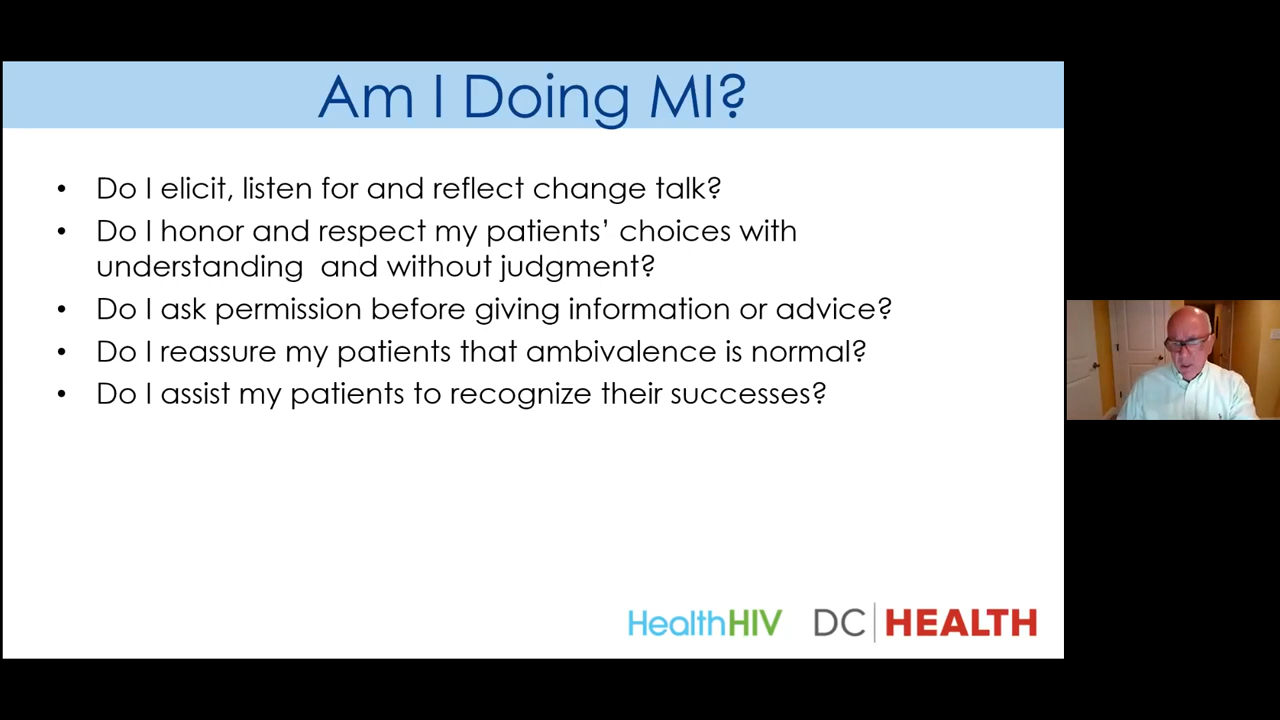 Am I Doing MI?
• Do I elicit, listen for and reflect change talk?
• Do I honor and respect my patients’ choices with
understanding  and without judgment?
• Do I ask permission before giving information or advice?
• Do I reassure my patients that ambivalence is normal?
• Do I assist my patients to recognize their successes?
HealthHIV DC | HEALTH